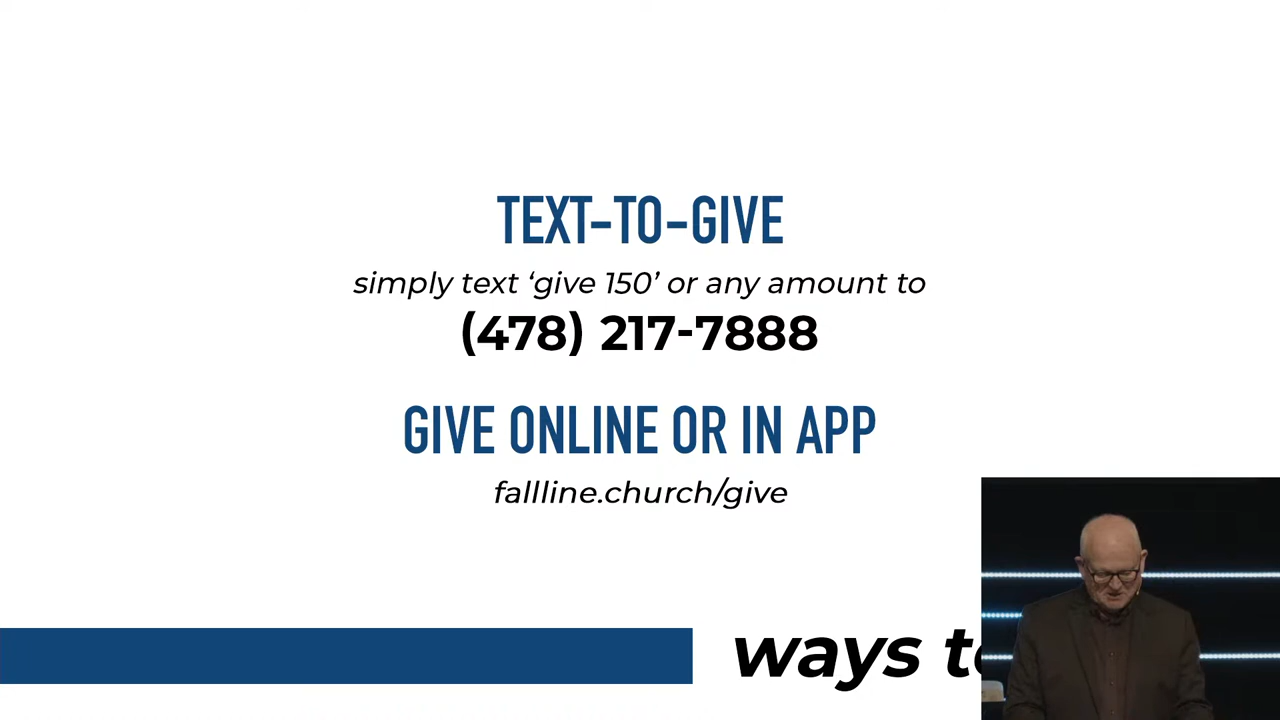 TEXT-TO-GIVE
simply text ‘give 150’ or any amount to
(478) 217-7888
GIVE ONLINE OR IN APP
fallline.church/give
ways to